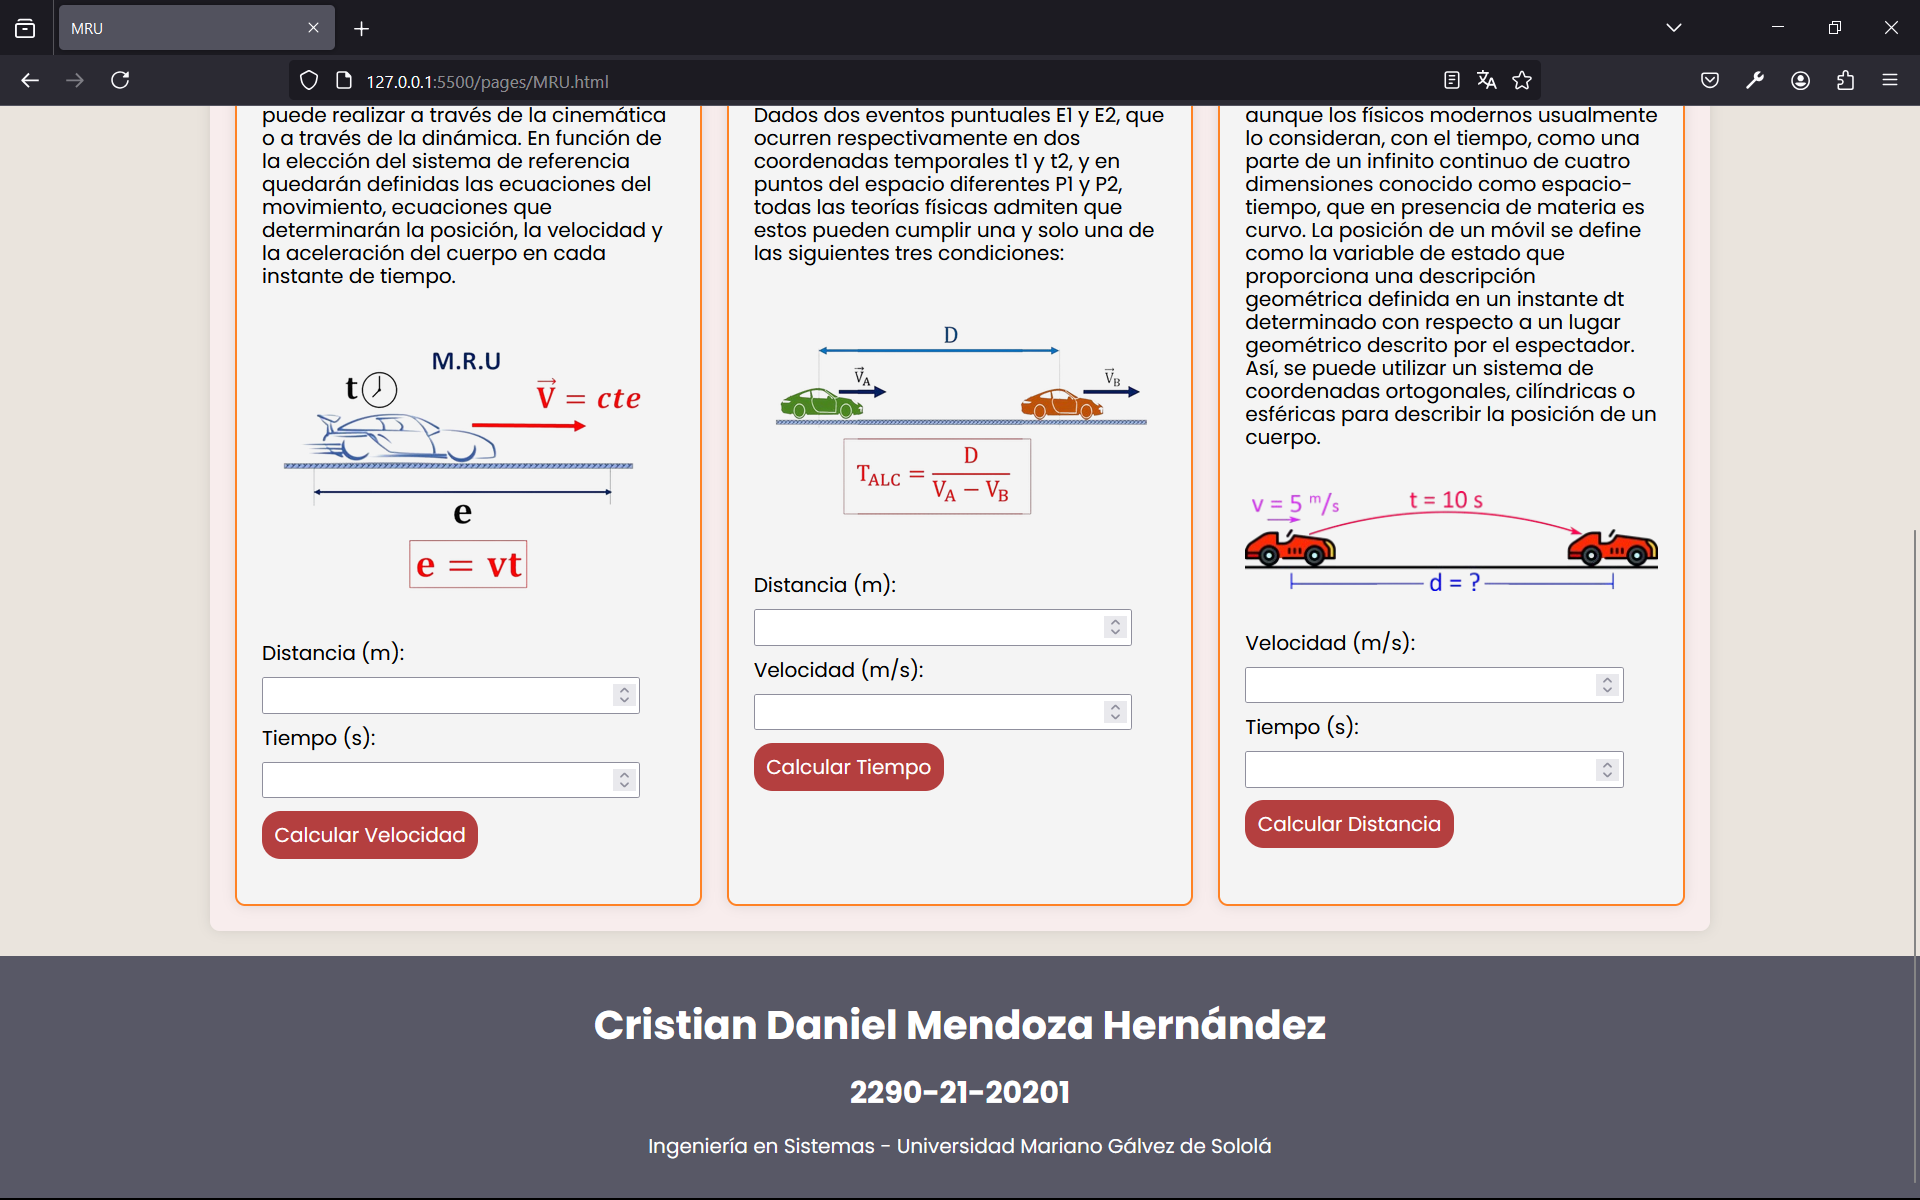 MRU
127.0.0.1:5500/pages/MRU.html
puede realizar a través de la cinemática
o a través de la dinámica. En función de
la elección del sistema de referencia
quedarán definidas las ecuaciones del
movimiento, ecuaciones que
determinarán la posición, la velocidad y
la aceleración del cuerpo en cada
instante de tiempo.
M.R.U
t
V⃗ = cte
e
e = vt
Distancia (m):
Tiempo (s):
Calcular Velocidad
Dados dos eventos puntuales E1 y E2, que
ocurren respectivamente en dos
coordenadas temporales t1 y t2, y en
puntos del espacio diferentes P1 y P2,
todas las teorías físicas admiten que
estos pueden cumplir una y solo una de
las siguientes tres condiciones:
D
V⃗A
V⃗B
TALC = D / (VA − VB)
Distancia (m):
Velocidad (m/s):
Calcular Tiempo
aunque los físicos modernos usualmente
lo consideran, con el tiempo, como una
parte de un infinito continuo de cuatro
dimensiones conocido como espacio-
tiempo, que en presencia de materia es
curvo. La posición de un móvil se define
como la variable de estado que
proporciona una descripción
geométrica definida en un instante dt
determinado con respecto a un lugar
geométrico descrito por el espectador.
Así, se puede utilizar un sistema de
coordenadas ortogonales, cilíndricas o
esféricas para describir la posición de un
cuerpo.
v = 5 m/s
t = 10 s
d = ?
Velocidad (m/s):
Tiempo (s):
Calcular Distancia
Cristian Daniel Mendoza Hernández
2290-21-20201
Ingeniería en Sistemas - Universidad Mariano Gálvez de Sololá